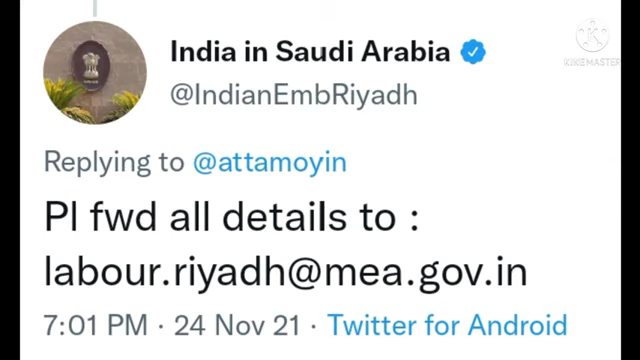 India in Saudi Arabia
@IndianEmbRiyadh
KINEMASTER
Replying to @attamoyin
Pl fwd all details to :
labour.riyadh@mea.gov.in
7:01 PM · 24 Nov 21 · Twitter for Android